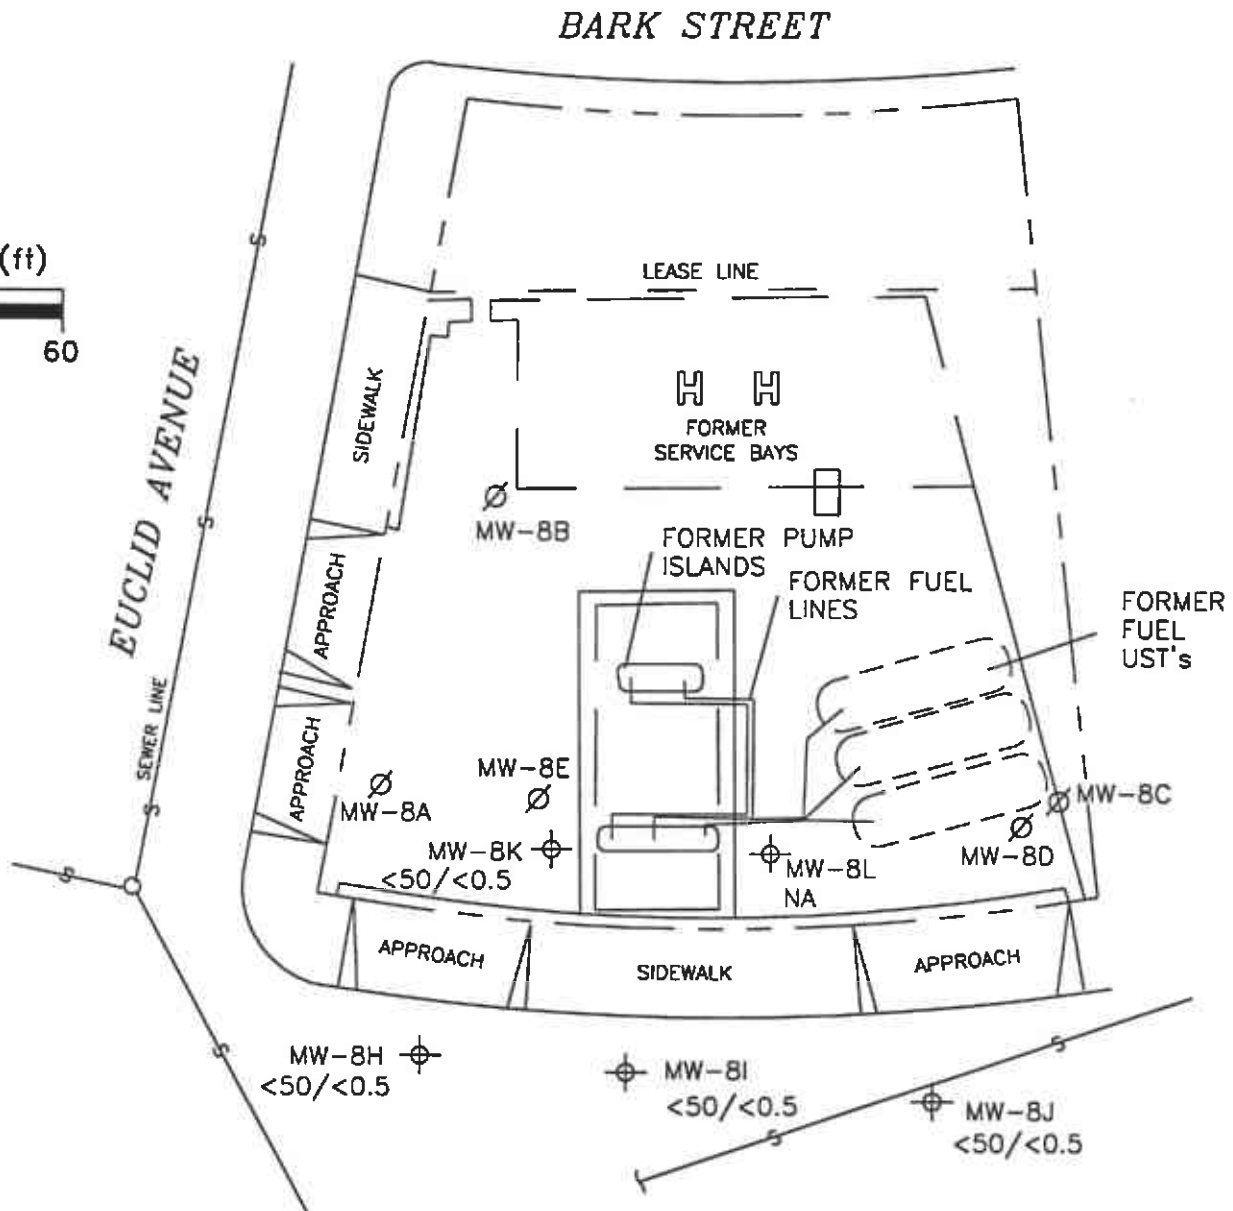 BARK STREET
(ft)
60
LEASE LINE
EUCLID AVENUE
SIDEWALK
H H
FORMER
SERVICE BAYS
MW-8B
FORMER PUMP
ISLANDS
FORMER FUEL
LINES
FORMER
FUEL
UST's
APPROACH
SEWER LINE
APPROACH
MW-8E
MW-8A
MW-8C
MW-8D
MW-8K
<50/<0.5
MW-8L
NA
APPROACH
SIDEWALK
APPROACH
MW-8H
<50/<0.5
MW-8I
<50/<0.5
MW-8J
<50/<0.5
S
S
S
S
S
S
S